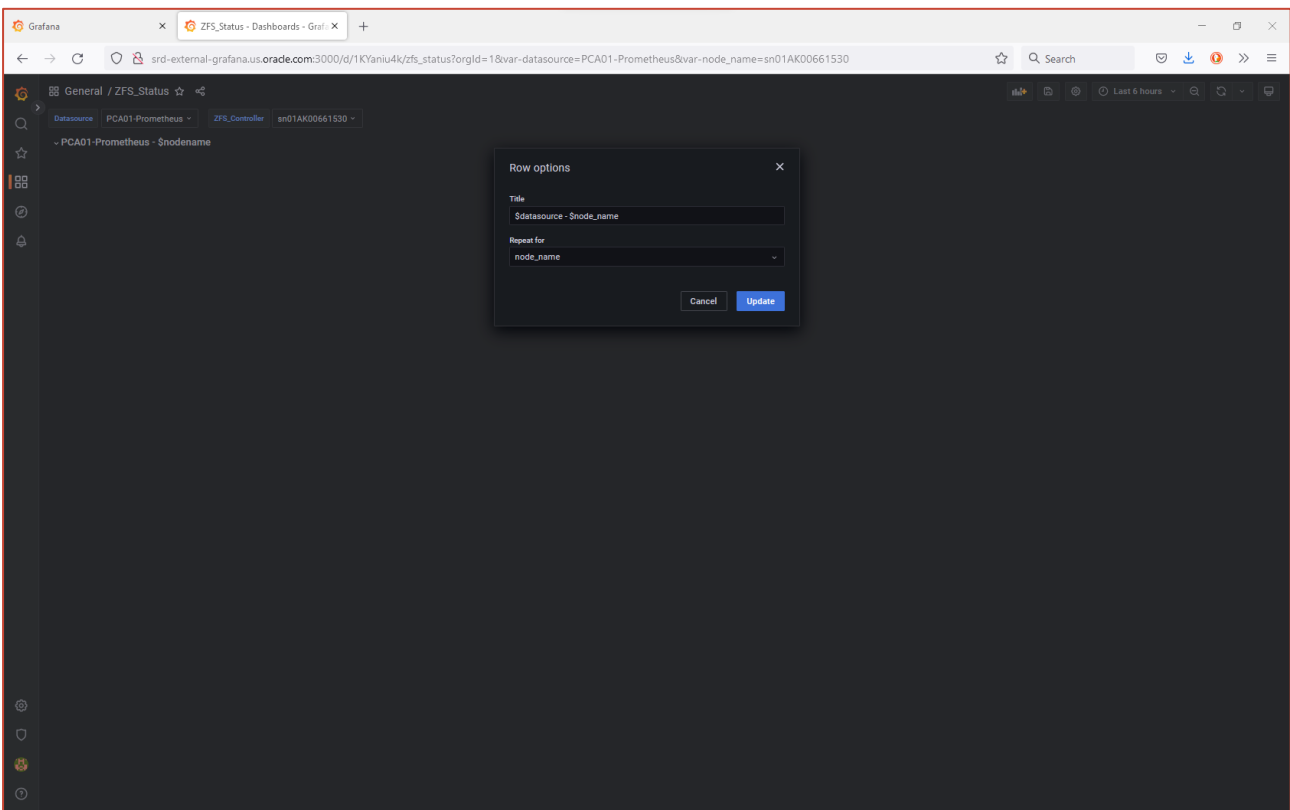 Grafana
ZFS_Status - Dashboards - Grafa
srd-external-grafana.us.oracle.com:3000/d/1KYaniu4k/zfs_status?orgId=1&var-datasource=PCA01-Prometheus&var-node_name=sn01AK00661530
Search
General / ZFS_Status
Last 6 hours
Datasource PCA01-Prometheus ZFS_Controller sn01AK00661530
PCA01-Prometheus - $nodename
Row options
Title
$datasource - $node_name
Repeat for
node_name
Cancel Update